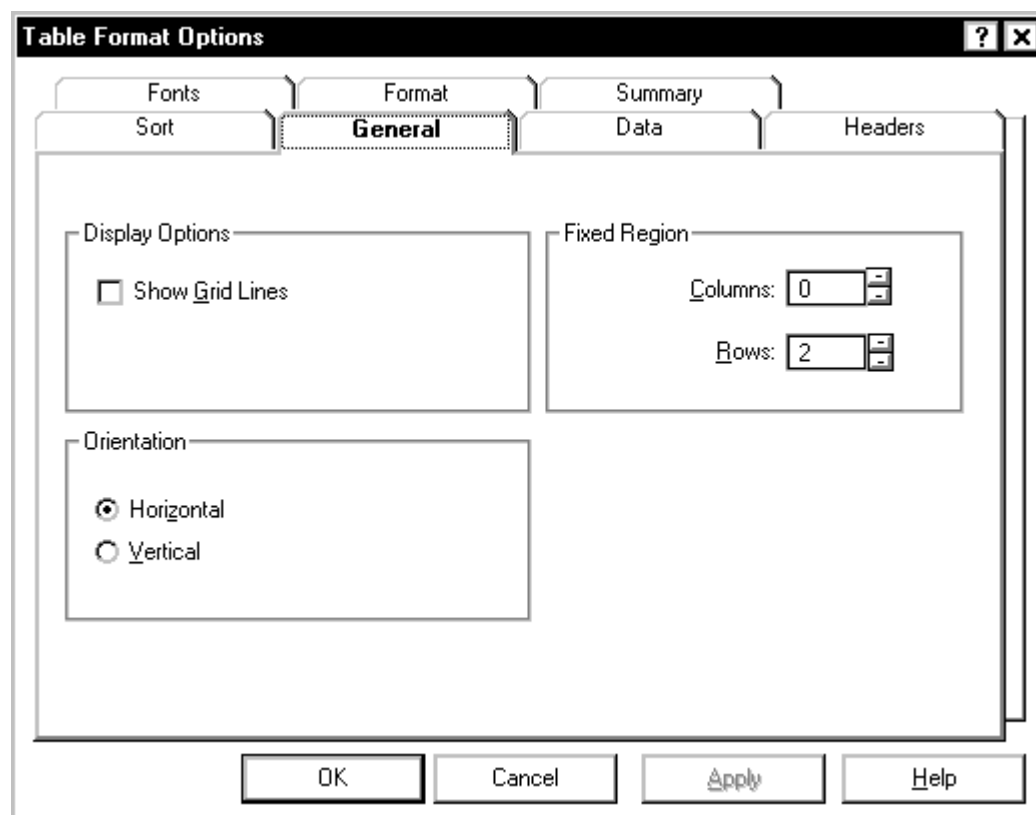 Table Format Options
Fonts Format Summary
Sort General Data Headers
Display Options
Show Grid Lines
Fixed Region
Columns: 0
Rows: 2
Orientation
Horizontal
Vertical
OK Cancel Apply Help